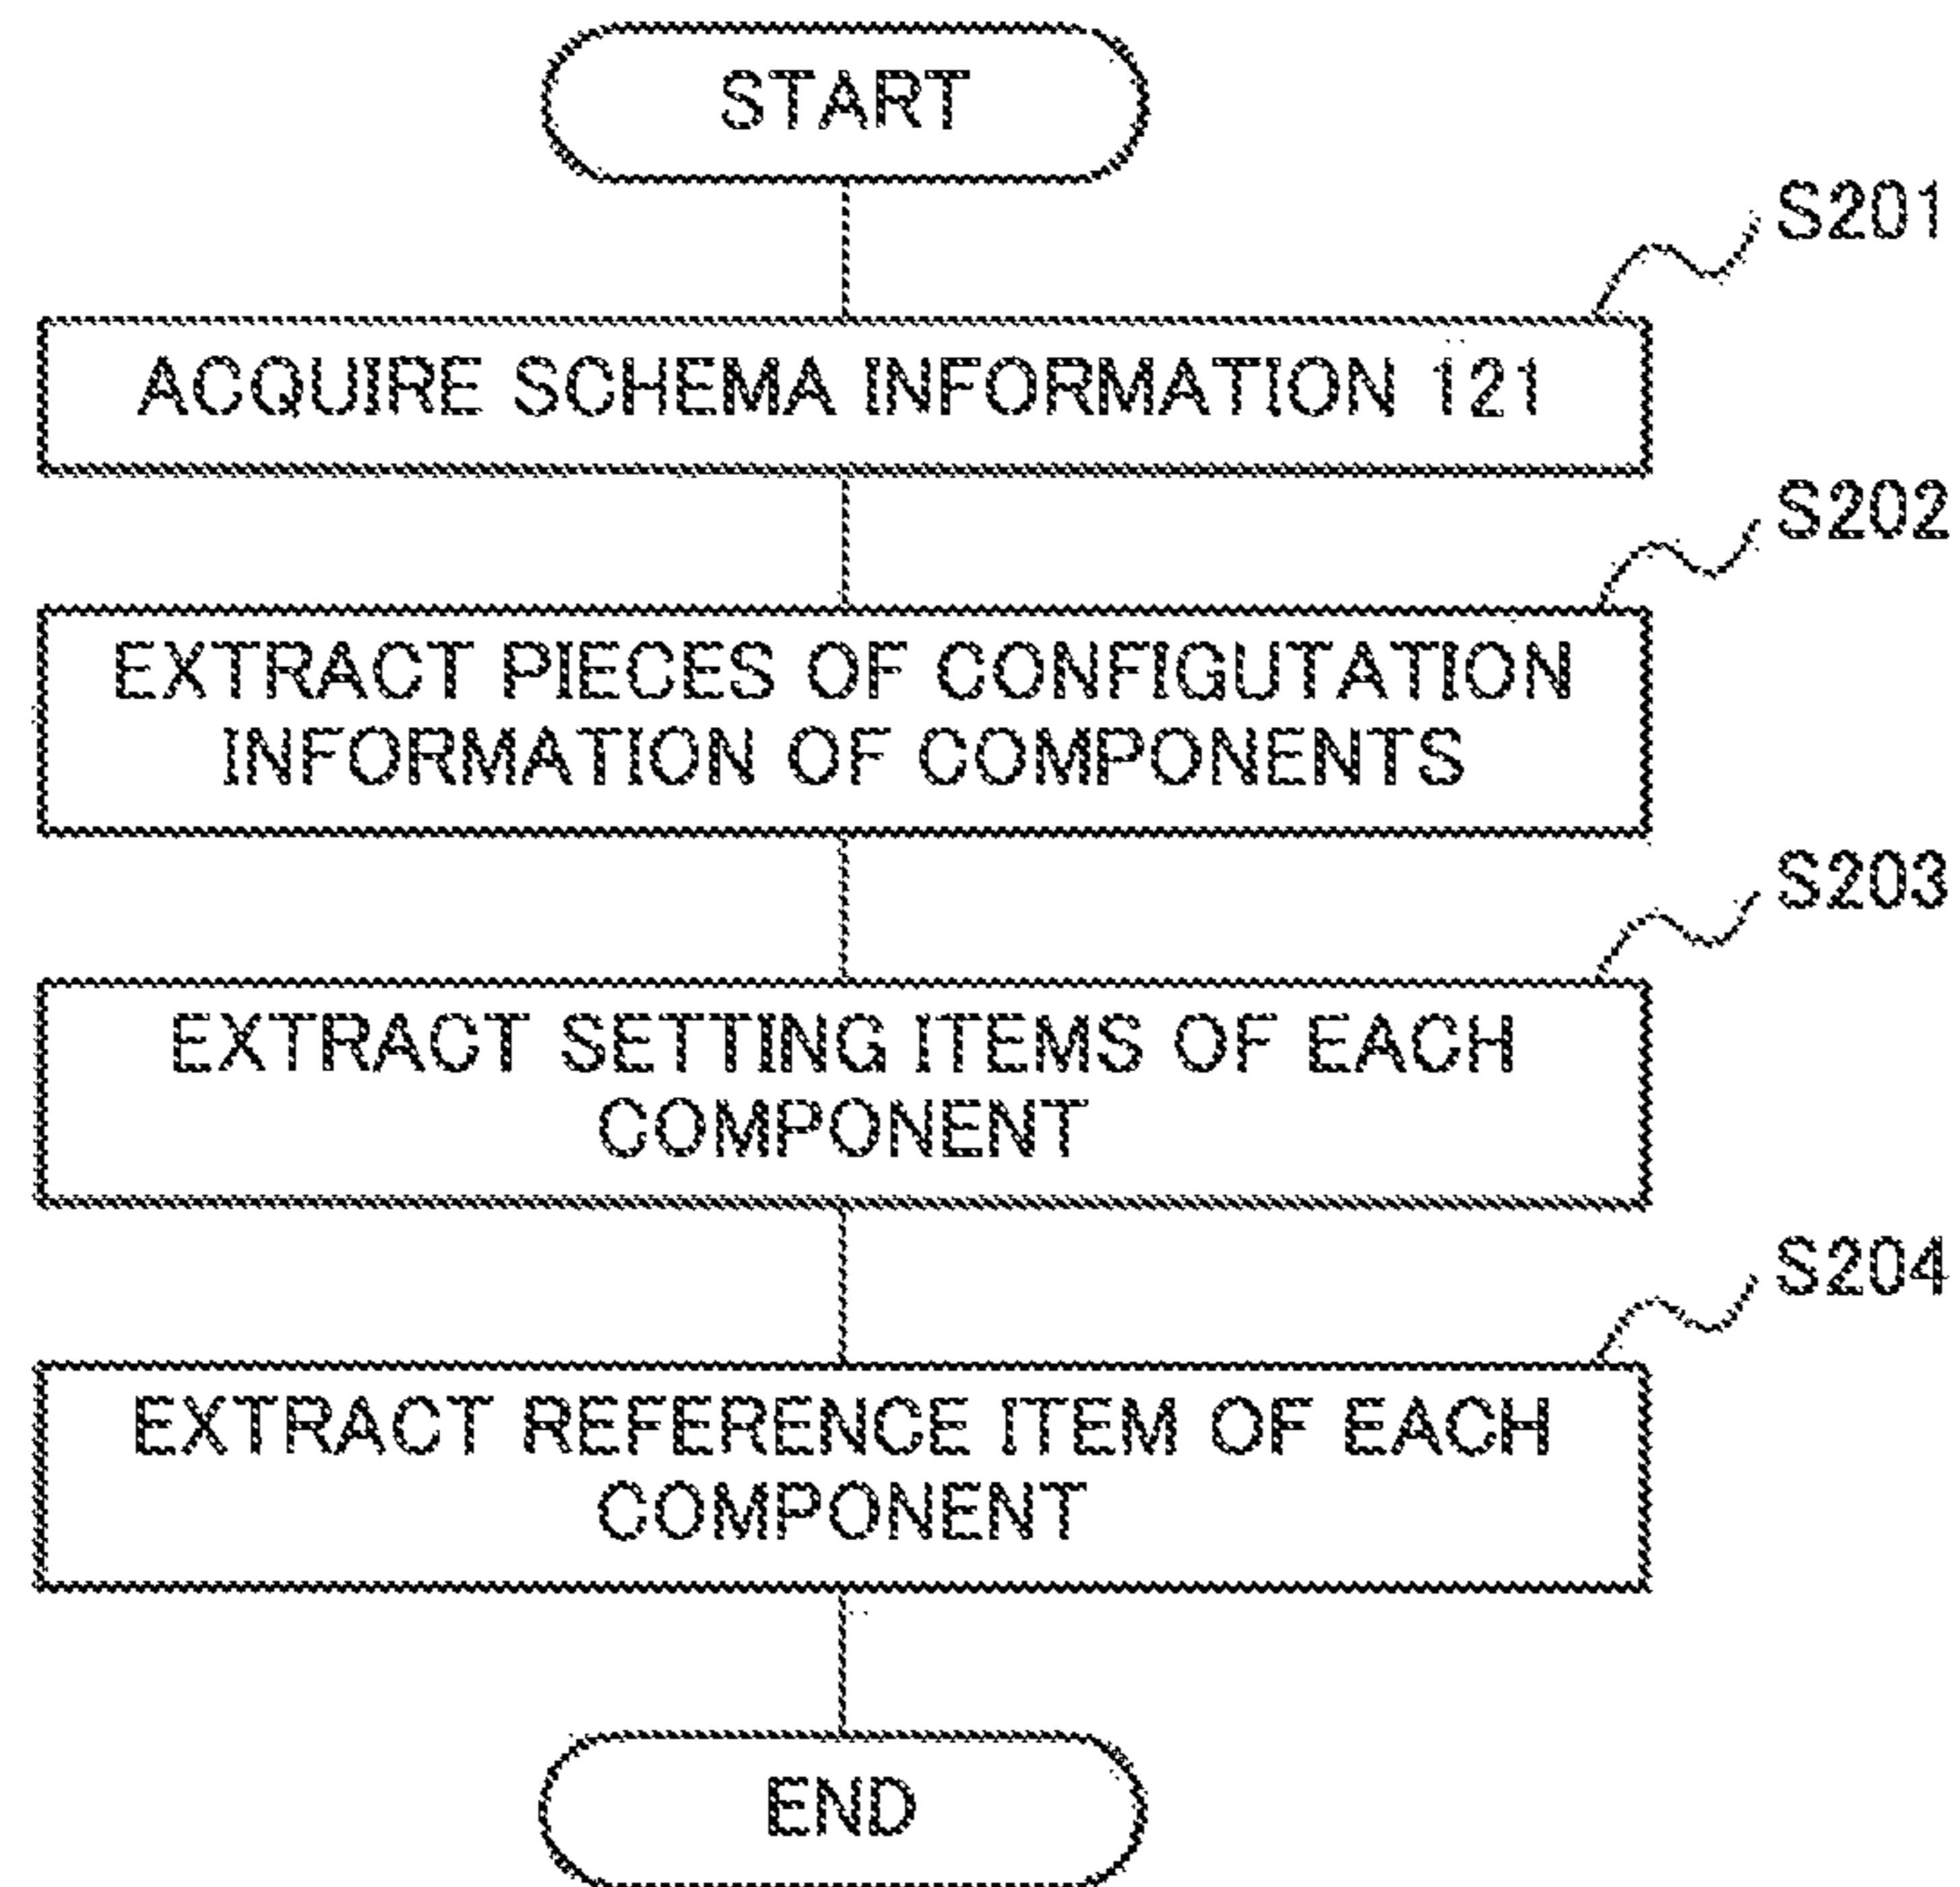 START
S201
ACQUIRE SCHEMA INFORMATION 121
S202
EXTRACT PIECES OF CONFIGUTATION
INFORMATION OF COMPONENTS
S203
EXTRACT SETTING ITEMS OF EACH
COMPONENT
S204
EXTRACT REFERENCE ITEM OF EACH
COMPONENT
END